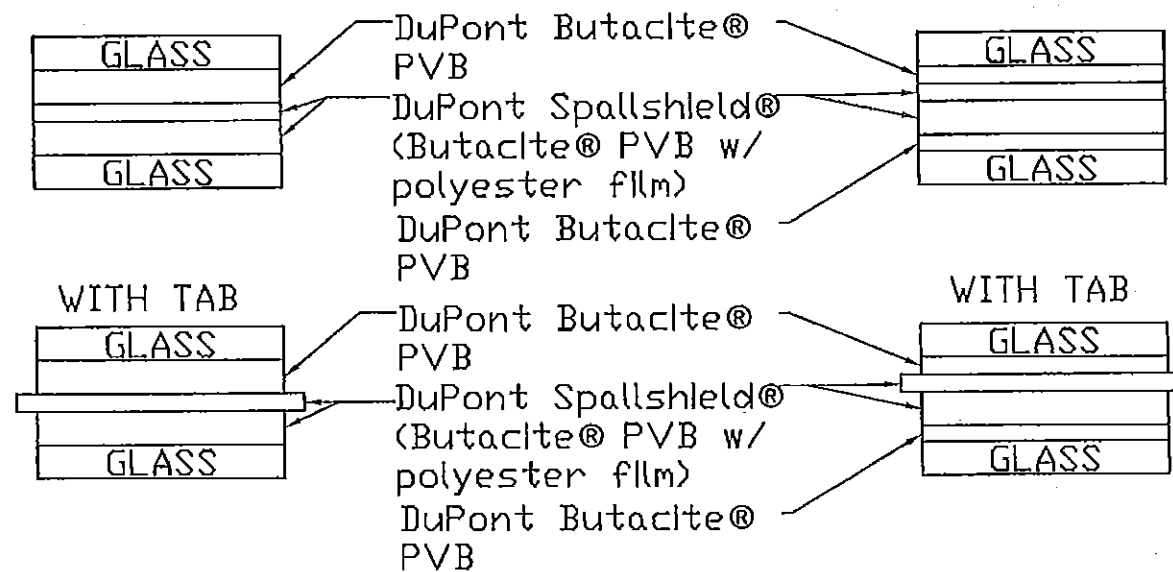 GLASS
GLASS
DuPont Butacite®
PVB
DuPont Spallshield®
(Butacite® PVB w/
polyester film)
DuPont Butacite®
PVB
GLASS
GLASS
WITH TAB
GLASS
GLASS
DuPont Butacite®
PVB
DuPont Spallshield®
(Butacite® PVB w/
polyester film)
DuPont Butacite®
PVB
WITH TAB
GLASS
GLASS